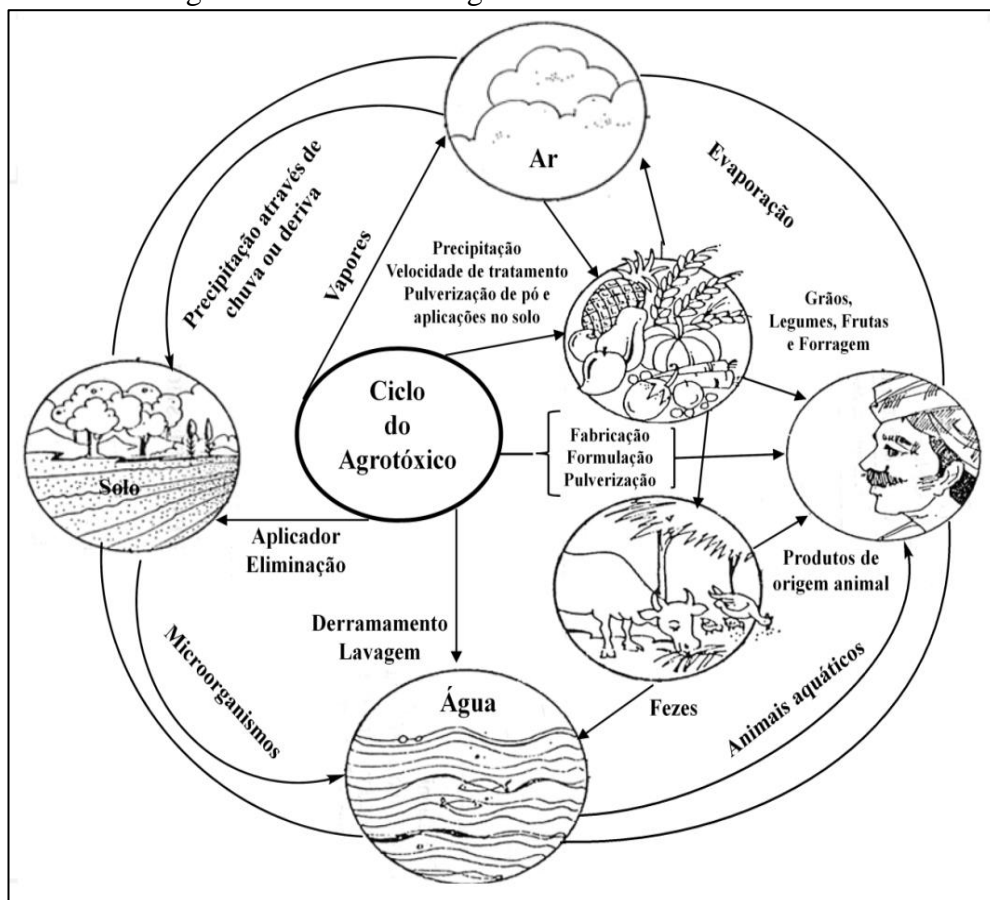 Ar
Evaporação
Precipitação através de
chuva ou deriva
Vapores
Precipitação
Velocidade de tratamento
Pulverização de pó e
aplicações no solo
Grãos,
Legumes, Frutas
e Forragem
Ciclo
do
Agrotóxico
Fabricação
Formulação
Pulverização
Solo
Aplicador
Eliminação
Produtos de
origem animal
Derramamento
Lavagem
Microorganismos
Água
Fezes
Animais aquáticos